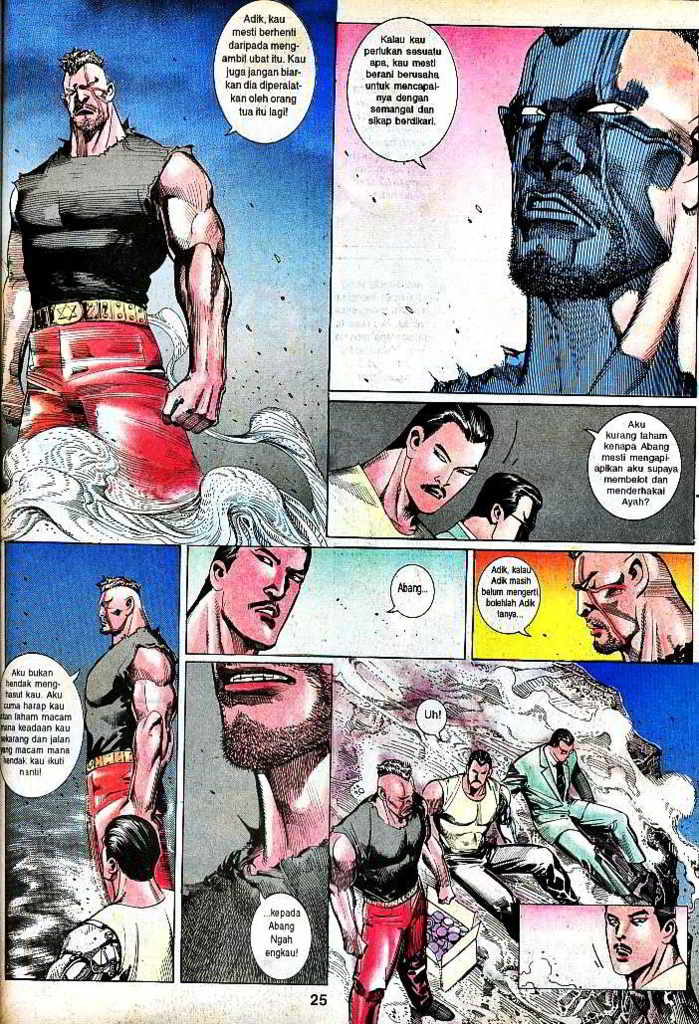 Adik, kau
mesti berhenti
daripada meng-
ambil ubat itu. Kau
juga jangan biar-
kan dia diperalat-
kan oleh orang
tua itu lagi!
Kalau kau
perlukan sesuatu
apa, kau mesti
berani berusaha
untuk mencapai-
nya dengan
semangat dan
sikap berdikari.
Aku
kurang faham
kenapa Abang
mesti mengapi-
apikan aku supaya
membelot dan
menderhakai
Ayah?
Aku bukan
hendak meng-
hasut kau. Aku
cuma harap kau
dan faham macam
mana keadaan kau
sekarang dan jalan
yang macam mana
hendak kau ikuti
nanti!
Abang...
Adik, kalau
Adik masih
belum mengerti
bolehlah Adik
tanya...
...kepada
Abang
Ngah
engkau!
Uh!
25